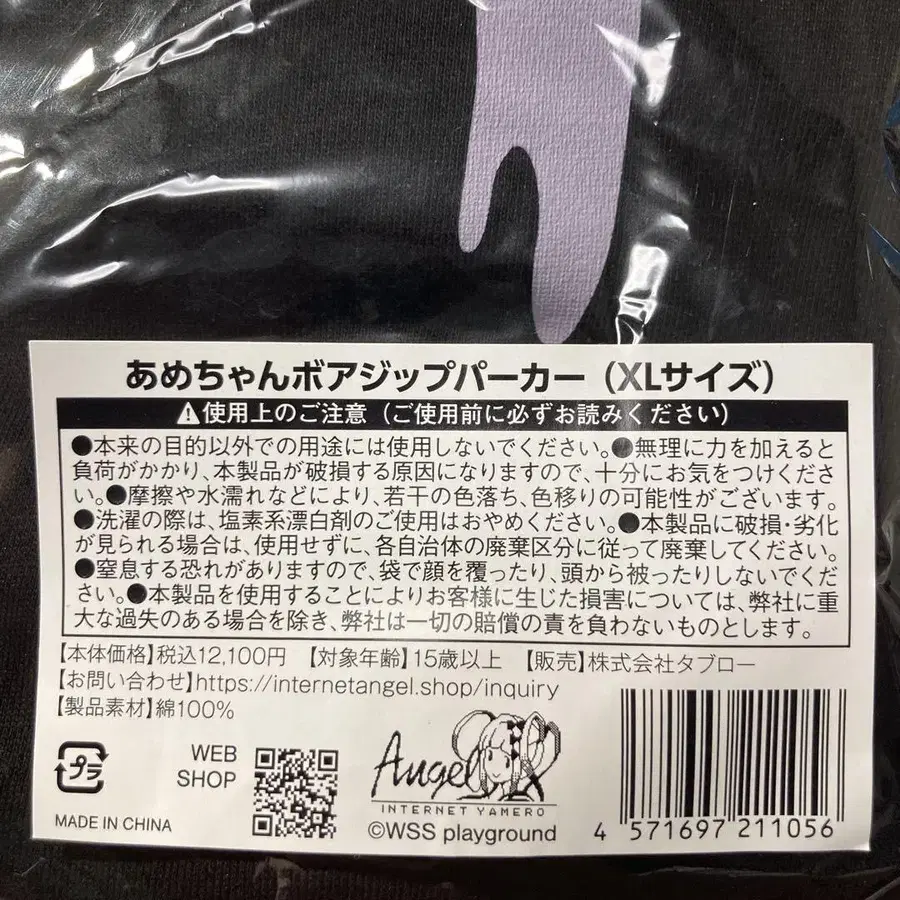 あめちゃんボアジップパーカー（XLサイズ）
⚠使用上のご注意（ご使用前に必ずお読みください）
●本来の目的以外での用途には使用しないでください。●無理に力を加えると
負荷がかかり、本製品が破損する原因になりますので、十分にお気をつけくださ
い。●摩擦や水濡れなどにより、若干の色落ち、色移りの可能性がございます。
●洗濯の際は、塩素系漂白剤のご使用はおやめください。●本製品に破損・劣化
が見られる場合は、使用せずに、各自治体の廃棄区分に従って廃棄してください。
●窒息する恐れがありますので、袋で顔を覆ったり、頭から被ったりしないでくだ
さい。●本製品を使用することによりお客様に生じた損害については、弊社に重
大な過失のある場合を除き、弊社は一切の賠償の責を負わないものとします。
【本体価格】税込12,100円 【対象年齢】15歳以上 【販売】株式会社タブロー
【お問い合わせ】https://internetangel.shop/inquiry
【製品素材】綿100%
プラ
WEB
SHOP
Angel
INTERNET YAMERO
MADE IN CHINA
©WSS playground
4 571697 211056